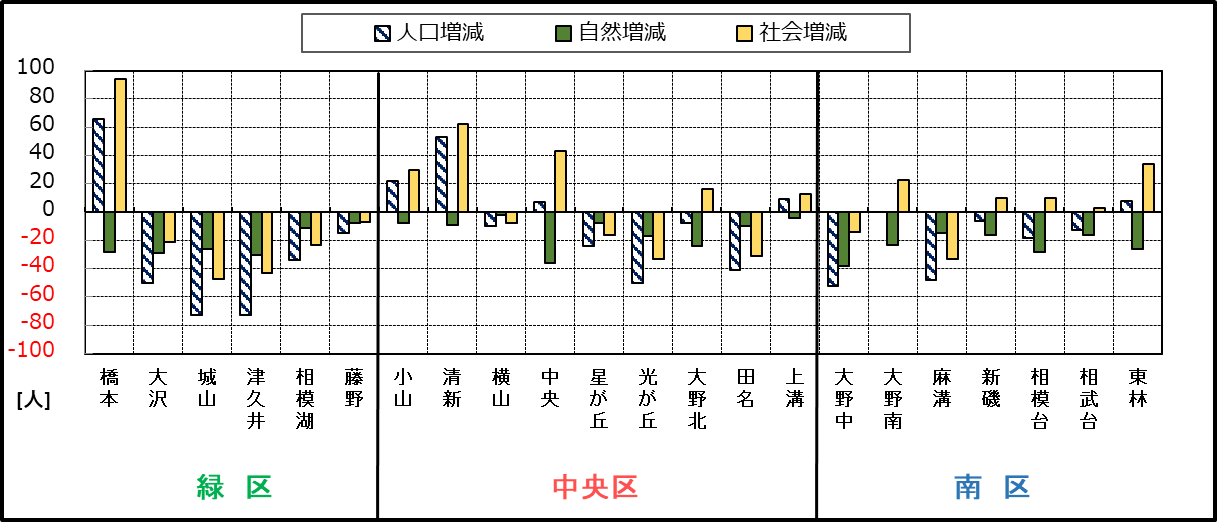 人口増減 自然増減 社会増減
100
80
60
40
20
0
-20
-40
-60
-80
-100
[人]
橋本 大沢 城山 津久井 相模湖 藤野 小山 清新 横山 中央 星が丘 光が丘 大野北 田名 上溝 大野中 大野南 麻溝 新磯 相模台 相武台 東林
緑 区 中央区 南 区